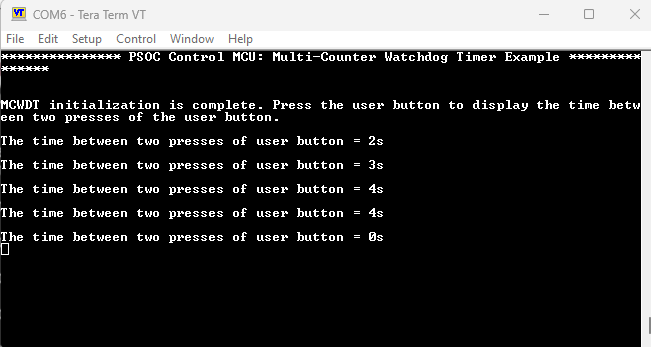 VT COM6 - Tera Term VT
File Edit Setup Control Window Help
*************** PSOC Control MCU: Multi-Counter Watchdog Timer Example *********
******
MCWDT initialization is complete. Press the user button to display the time betw
een two presses of the user button.
The time between two presses of user button = 2s
The time between two presses of user button = 3s
The time between two presses of user button = 4s
The time between two presses of user button = 4s
The time between two presses of user button = 0s